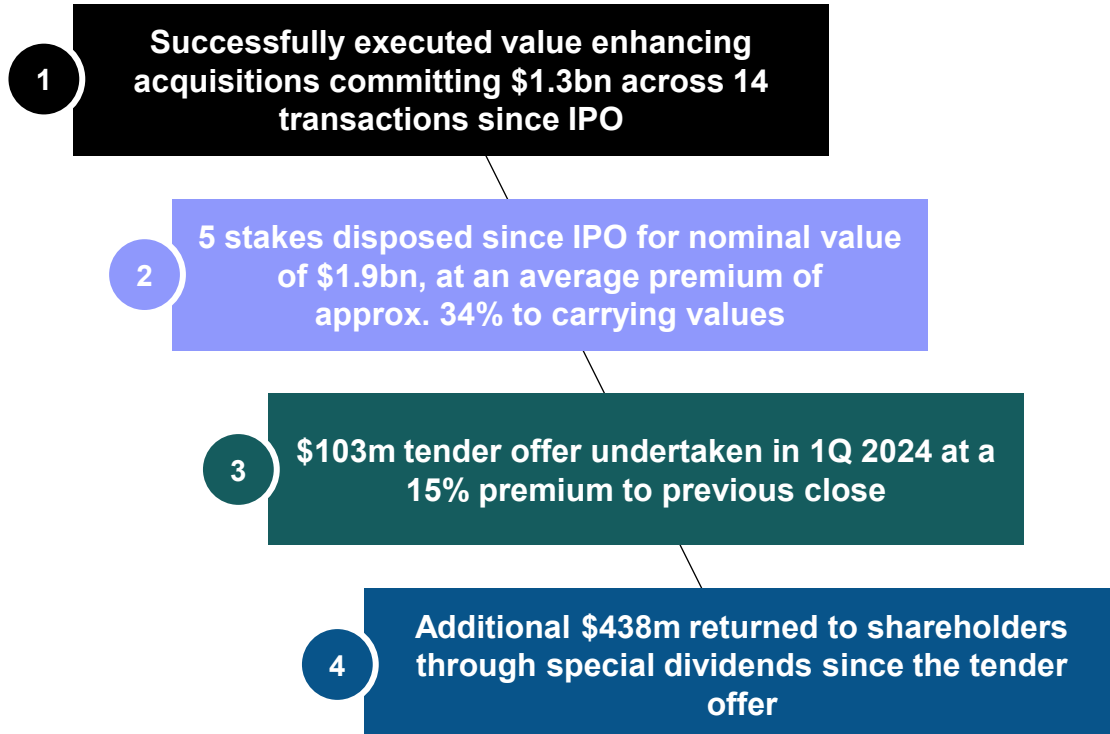 1
Successfully executed value enhancing
acquisitions committing $1.3bn across 14
transactions since IPO
2
5 stakes disposed since IPO for nominal value
of $1.9bn, at an average premium of
approx. 34% to carrying values
3
$103m tender offer undertaken in 1Q 2024 at a
15% premium to previous close
4
Additional $438m returned to shareholders
through special dividends since the tender
offer